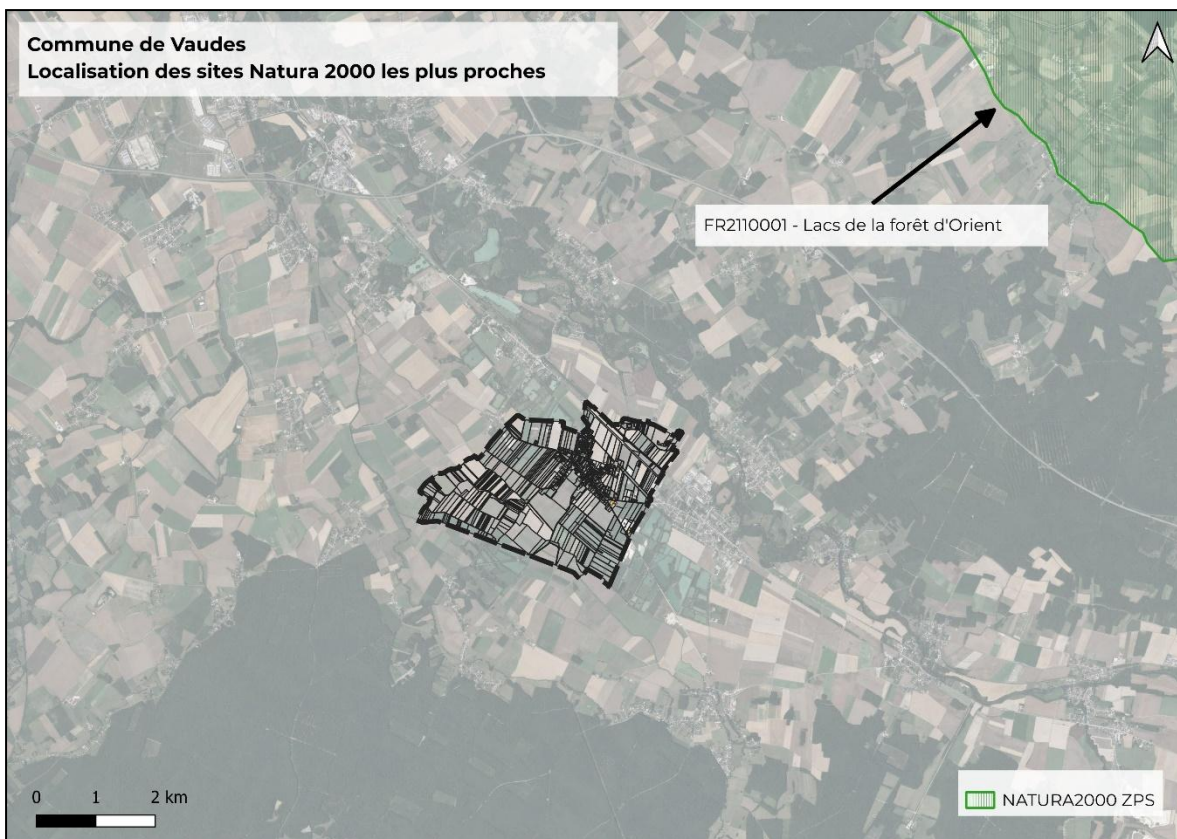 Commune de Vaudes
Localisation des sites Natura 2000 les plus proches
FR2110001 - Lacs de la forêt d'Orient
0 1 2 km
NATURA2000 ZPS